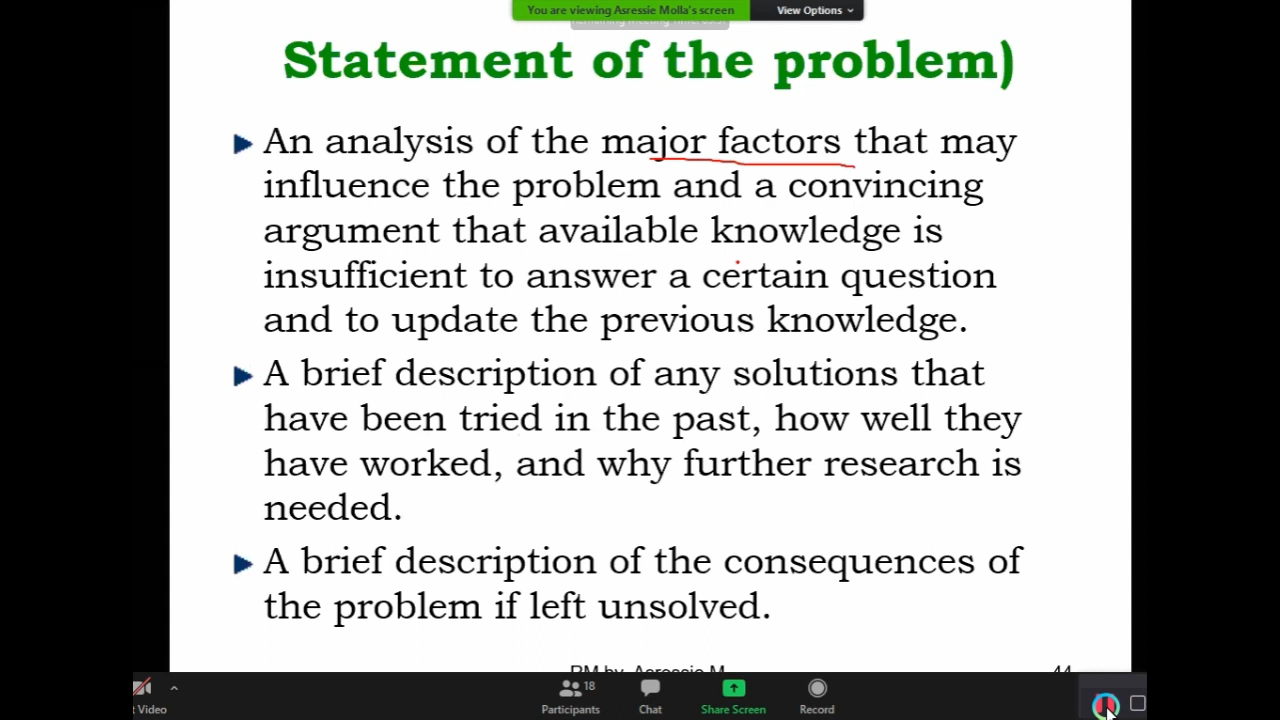 You are viewing Asressie Molla's screen View Options
Remaining Meeting Time:
Statement of the problem)
An analysis of the major factors that may
influence the problem and a convincing
argument that available knowledge is
insufficient to answer a certain question
and to update the previous knowledge.
A brief description of any solutions that
have been tried in the past, how well they
have worked, and why further research is
needed.
A brief description of the consequences of
the problem if left unsolved.
RM by Asressie M 44
18
t Video Participants Chat Share Screen Record